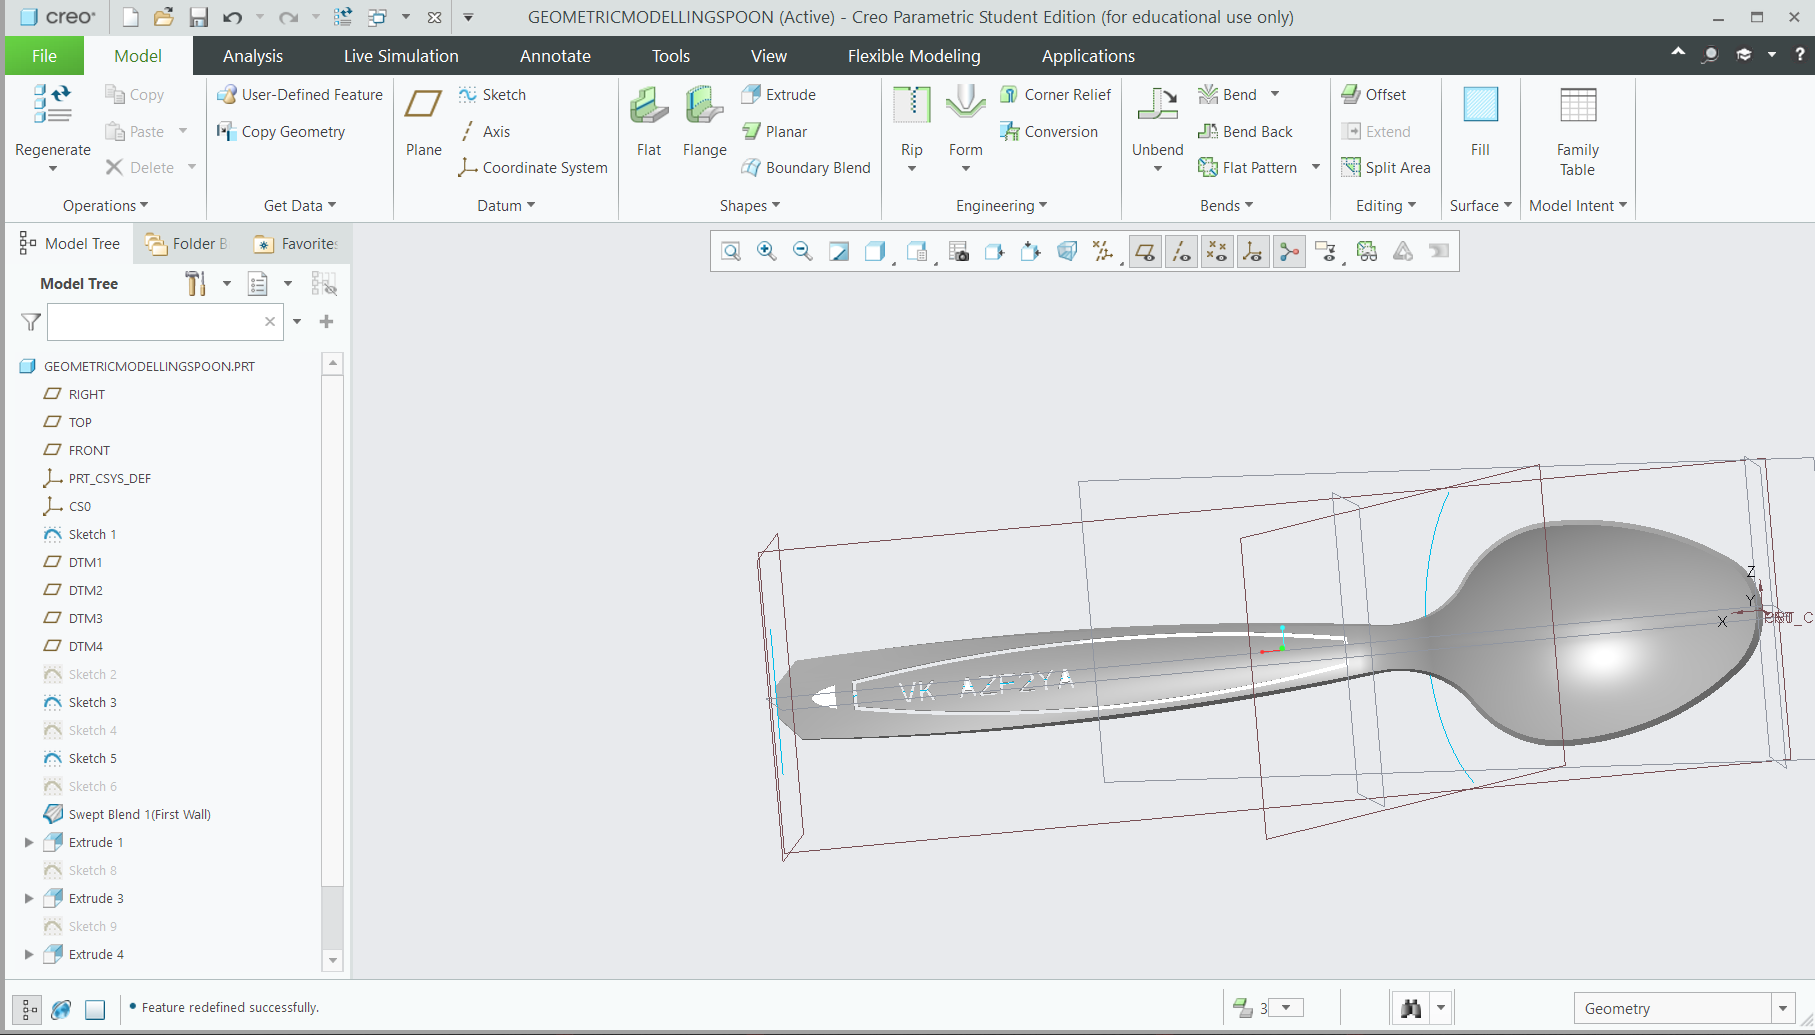 creo GEOMETRICMODELLINGSPOON (Active) - Creo Parametric Student Edition (for educational use only)
File Model Analysis Live Simulation Annotate Tools View Flexible Modeling Applications ?
Regenerate
Copy
Paste
Delete
Operations
User-Defined Feature
Copy Geometry
Get Data
Plane
Sketch
Axis
Coordinate System
Datum
Flat
Flange
Extrude
Planar
Boundary Blend
Shapes
Rip
Form
Corner Relief
Conversion
Engineering
Unbend
Bend
Bend Back
Flat Pattern
Bends
Offset
Extend
Split Area
Editing
Fill
Surface
Family
Table
Model Intent
Model Tree Folder B Favorite
Model Tree
GEOMETRICMODELLINGSPOON.PRT
RIGHT
TOP
FRONT
PRT_CSYS_DEF
CS0
Sketch 1
DTM1
DTM2
DTM3
DTM4
Sketch 2
Sketch 3
Sketch 4
Sketch 5
Sketch 6
Swept Blend 1(First Wall)
Extrude 1
Sketch 8
Extrude 3
Sketch 9
Extrude 4
Z
Y
X
VK AZF2YA
Feature redefined successfully.
3
Geometry